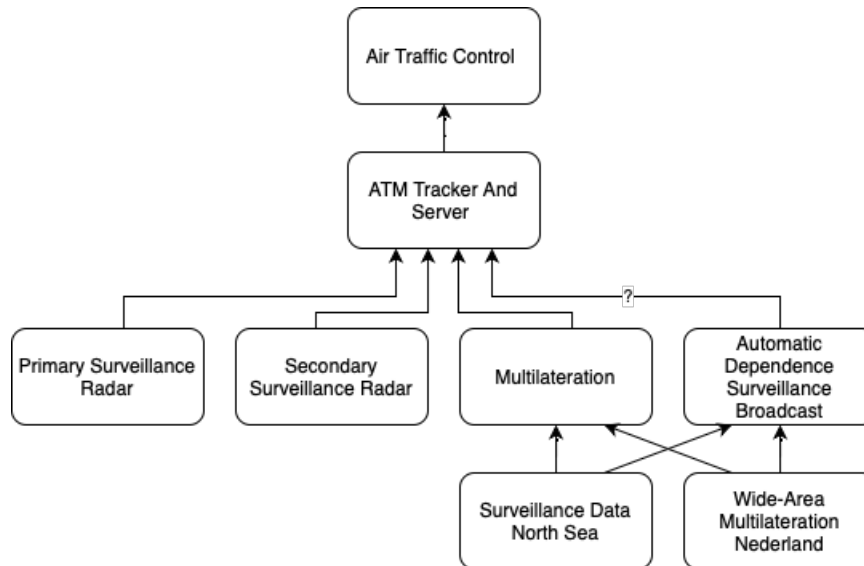 Air Traffic Control
ATM Tracker And
Server
?
Primary Surveillance
Radar
Secondary
Surveillance Radar
Multilateration
Automatic
Dependence
Surveillance
Broadcast
Surveillance Data
North Sea
Wide-Area
Multilateration
Nederland